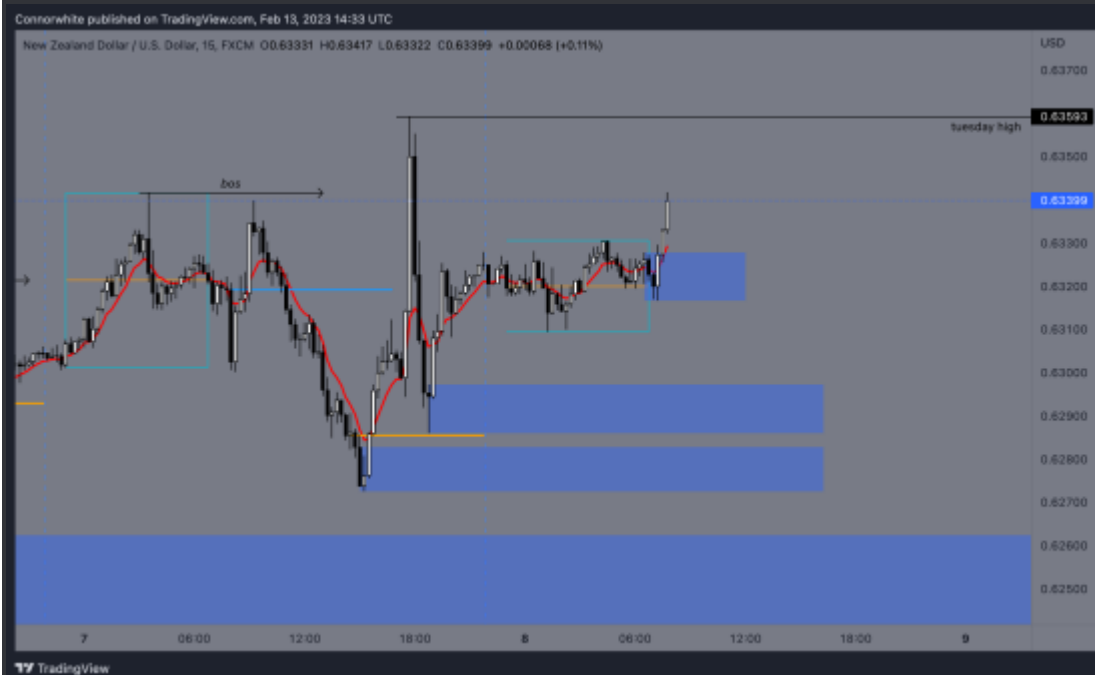 Connorwhite published on TradingView.com, Feb 13, 2023 14:33 UTC
New Zealand Dollar / U.S. Dollar, 15, FXCM O0.63331 H0.63417 L0.63322 C0.63399 +0.00068 (+0.11%)
USD
0.63700
0.63593
tuesday high
0.63500
bos
0.63399
0.63300
0.63200
0.63100
0.63000
0.62900
0.62800
0.62700
0.62600
0.62500
7 06:00 12:00 18:00 8 06:00 12:00 18:00 9
TradingView